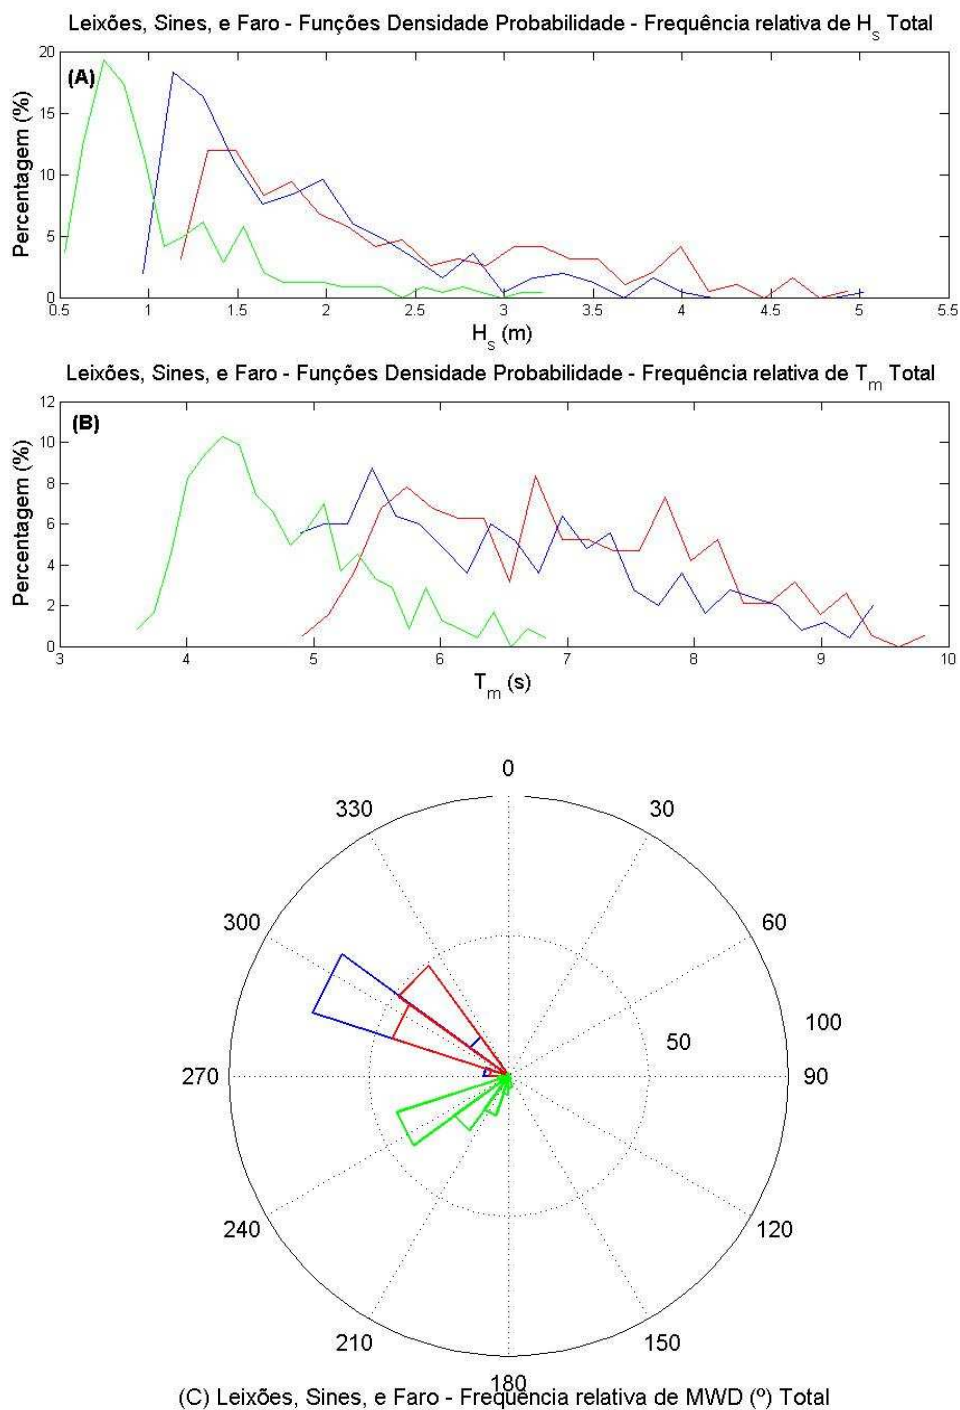 Leixões, Sines, e Faro - Funções Densidade Probabilidade - Frequência relativa de Hs Total
(A)
Percentagem (%)
20
15
10
5
0
0.5 1 1.5 2 2.5 3 3.5 4 4.5 5 5.5
Hs (m)
Leixões, Sines, e Faro - Funções Densidade Probabilidade - Frequência relativa de Tm Total
(B)
Percentagem (%)
12
10
8
6
4
2
0
3 4 5 6 7 8 9 10
Tm (s)
0
330 30
300 60
100
50
270 90
240 120
210 150
180
(C) Leixões, Sines, e Faro - Frequência relativa de MWD (º) Total